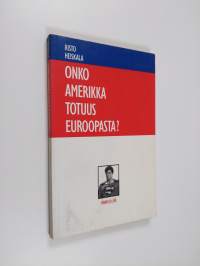 RISTO
HEISKALA
ONKO
AMERIKKA
TOTUUS
EUROOPASTA?